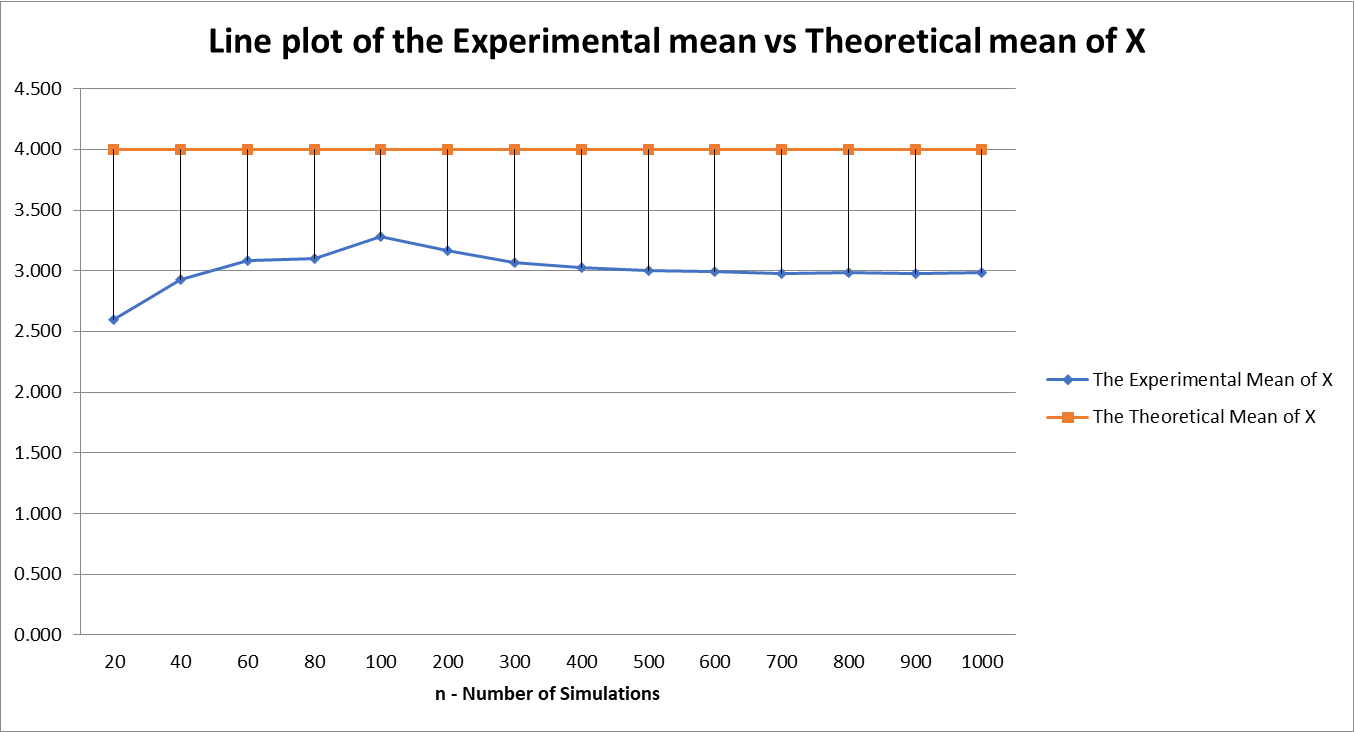 Line plot of the Experimental mean vs Theoretical mean of X
4.500
4.000
3.500
3.000
2.500
2.000
1.500
1.000
0.500
0.000
20 40 60 80 100 200 300 400 500 600 700 800 900 1000
n - Number of Simulations
The Experimental Mean of X
The Theoretical Mean of X